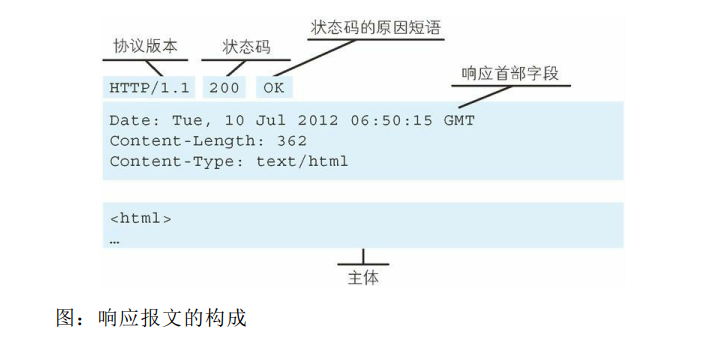 协议版本 状态码 状态码的原因短语
HTTP/1.1 200 OK
响应首部字段
Date: Tue, 10 Jul 2012 06:50:15 GMT
Content-Length: 362
Content-Type: text/html
<html>
…
主体
图：响应报文的构成